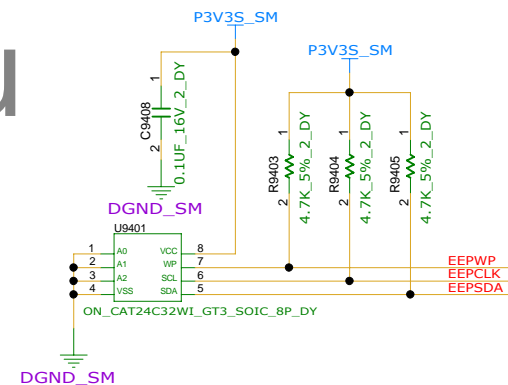 P3V3S_SM
P3V3S_SM
u
1
C9408
2
0.1UF_16V_2_DY
1
R9403
2
4.7K_5%_2_DY
1
R9404
2
4.7K_5%_2_DY
1
R9405
2
4.7K_5%_2_DY
DGND_SM
U9401
1 A0 VCC 8
2 A1 WP 7
3 A2 SCL 6
4 VSS SDA 5
EEPWP
EEPCLK
EEPSDA
ON_CAT24C32WI_GT3_SOIC_8P_DY
DGND_SM